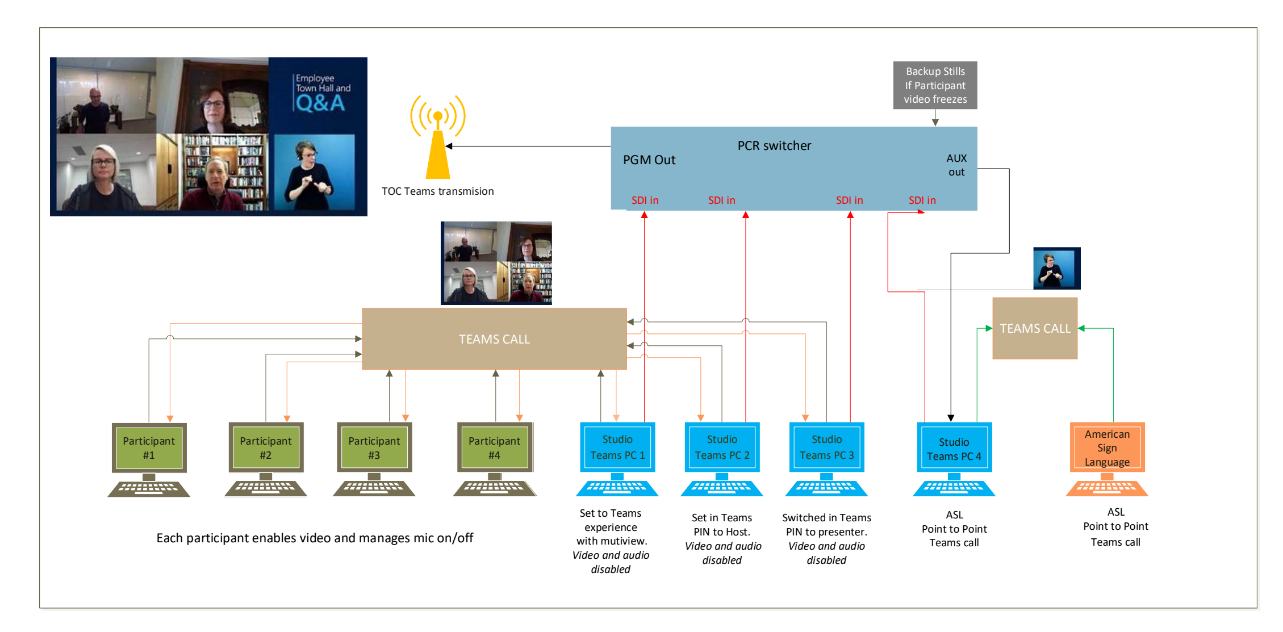 Employee
Town Hall and
Q&A
Backup Stills
If Participant
video freezes
PCR switcher
PGM Out
AUX
out
SDI in
SDI in
SDI in
SDI in
TOC Teams transmision
TEAMS CALL
TEAMS CALL
Participant
#1
Participant
#2
Participant
#3
Participant
#4
Studio
Teams PC 1
Studio
Teams PC 2
Studio
Teams PC 3
Studio
Teams PC 4
American
Sign
Language
Each participant enables video and manages mic on/off
Set to Teams
experience
with mutiview.
Video and audio
disabled
Set in Teams
PIN to Host.
Video and audio
disabled
Switched in Teams
PIN to presenter.
Video and audio
disabled
ASL
Point to Point
Teams call
ASL
Point to Point
Teams call